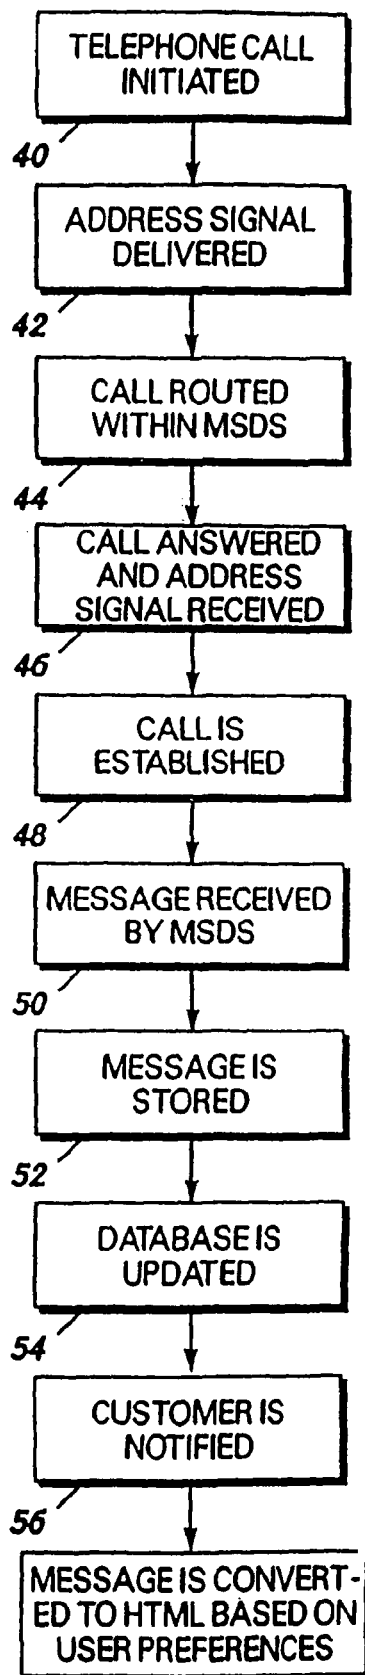 TELEPHONE CALL
INITIATED
40
ADDRESS SIGNAL
DELIVERED
42
CALL ROUTED
WITHIN MSDS
44
CALL ANSWERED
AND ADDRESS
SIGNAL RECEIVED
46
CALL IS
ESTABLISHED
48
MESSAGE RECEIVED
BY MSDS
50
MESSAGE IS
STORED
52
DATABASE IS
UPDATED
54
CUSTOMER IS
NOTIFIED
56
MESSAGE IS CONVERT-
ED TO HTML BASED ON
USER PREFERENCES